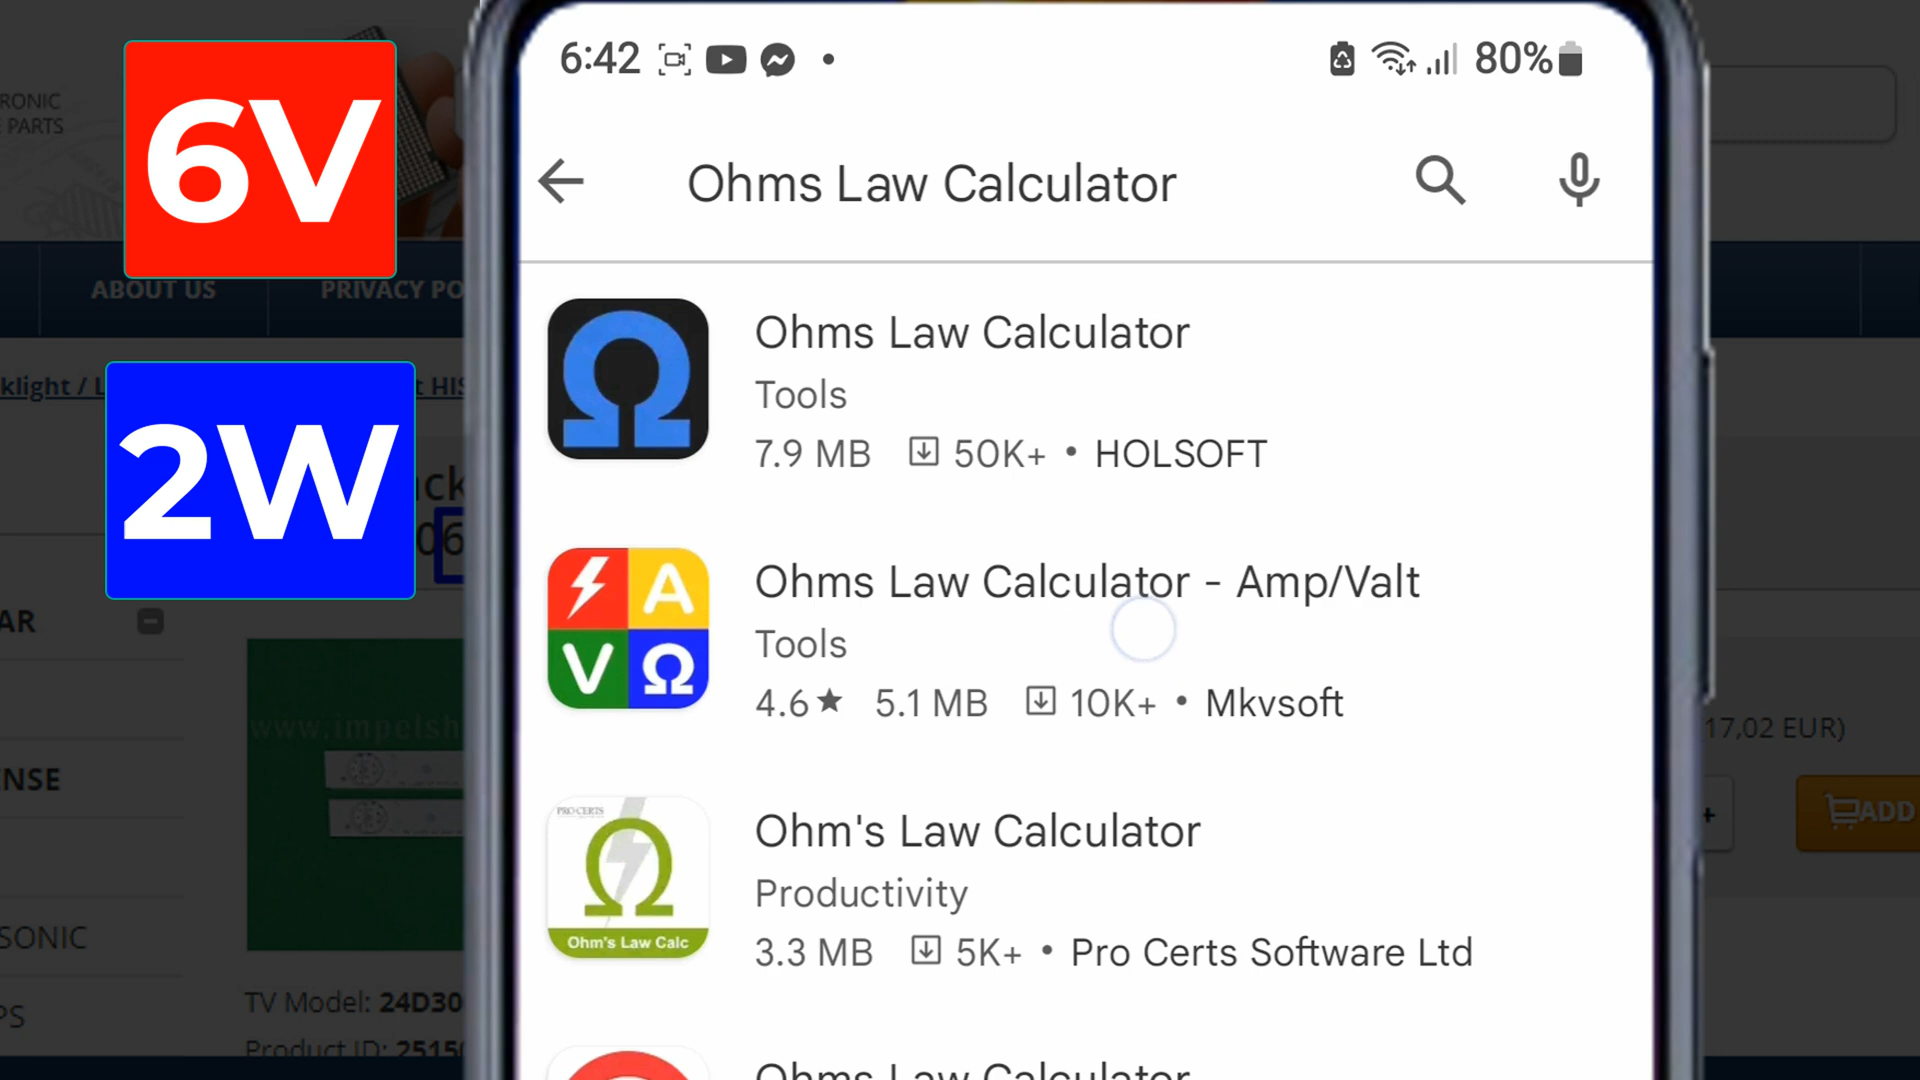 6:42
80%
6V
RONIC
PARTS
ABOUT US
PRIVACY PO
2W
AR
NSE
SONIC
PS
www.impelsh
TV Model: 24D30
Product ID: 25150
17,02 EUR)
+
ADD
Ohms Law Calculator
Ohms Law Calculator
Tools
7.9 MB 50K+ • HOLSOFT
A
V Ω
Ohms Law Calculator - Amp/Valt
Tools
4.6★ 5.1 MB 10K+ • Mkvsoft
PRO CERTS
Ohm's Law Calc
Ohm's Law Calculator
Productivity
3.3 MB 5K+ • Pro Certs Software Ltd
Ohms Law Calculator